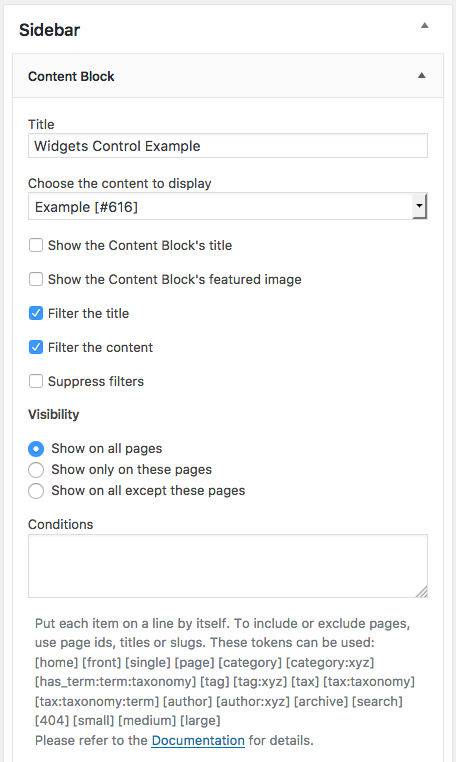 Sidebar
Content Block
Title
Widgets Control Example
Choose the content to display
Example [#616]
Show the Content Block's title
Show the Content Block's featured image
Filter the title
Filter the content
Suppress filters
Visibility
Show on all pages
Show only on these pages
Show on all except these pages
Conditions
Put each item on a line by itself. To include or exclude pages,
use page ids, titles or slugs. These tokens can be used:
[home] [front] [single] [page] [category] [category:xyz]
[has_term:term:taxonomy] [tag] [tag:xyz] [tax] [tax:taxonomy]
[tax:taxonomy:term] [author] [author:xyz] [archive] [search]
[404] [small] [medium] [large]
Please refer to the Documentation for details.